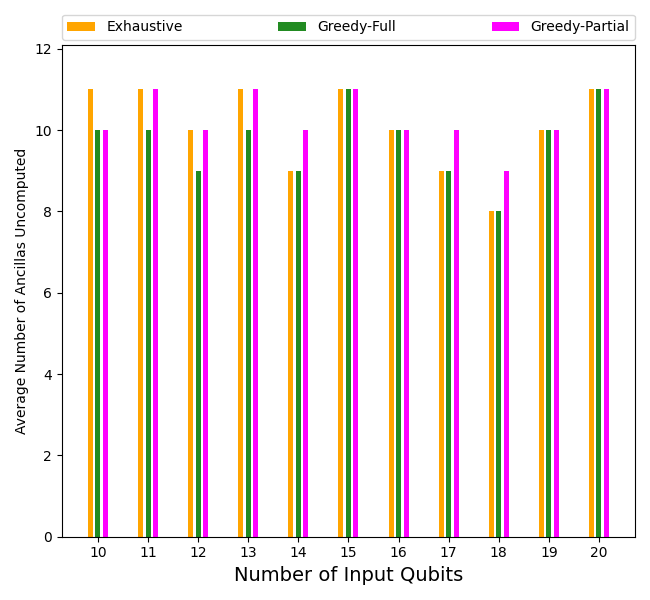 Exhaustive Greedy-Full Greedy-Partial
12
10
8
6
4
2
0
Average Number of Ancillas Uncomputed
10 11 12 13 14 15 16 17 18 19 20
Number of Input Qubits